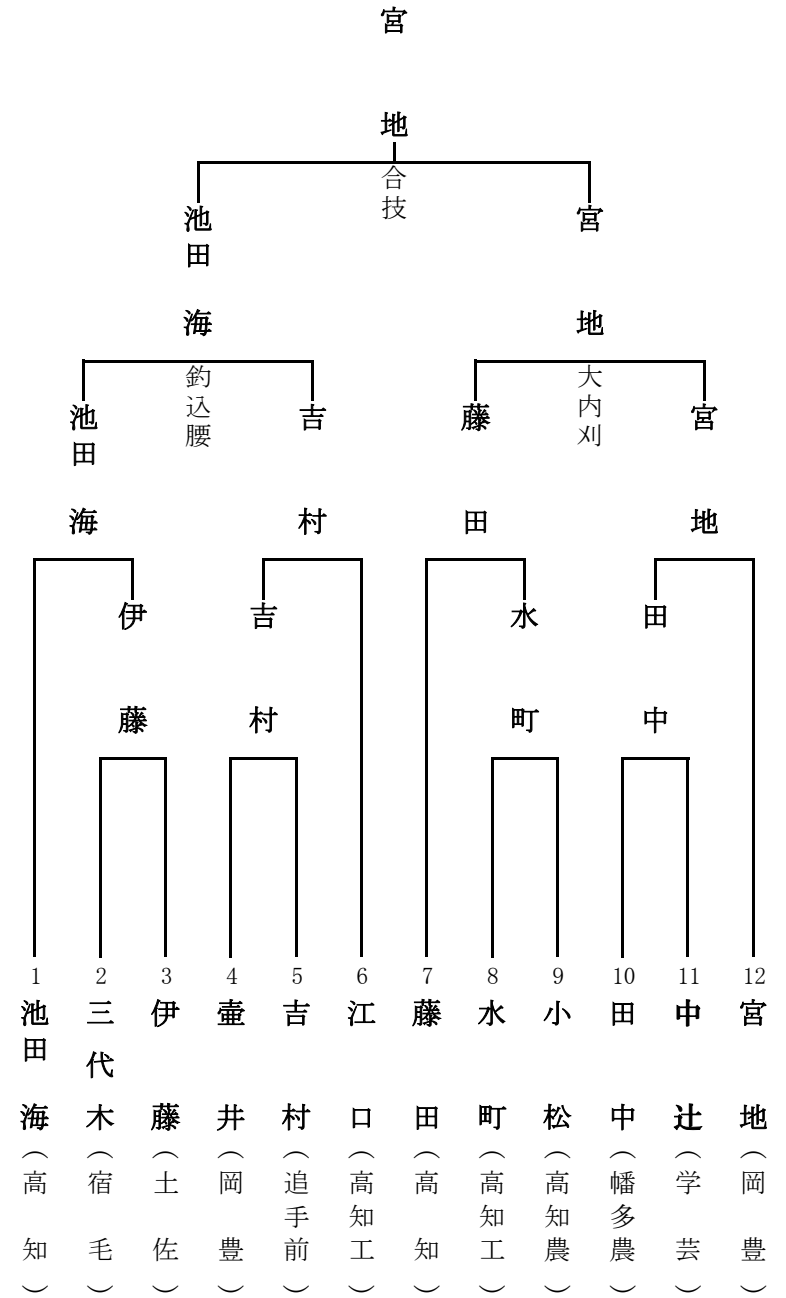 宮地
合技
池田海
宮地
釣込腰
大内刈
池田海
吉村
藤田
宮地
伊藤
吉村
水町
田中
1
2
3
4
5
6
7
8
9
10
11
12
池田海（高知）
三代木（宿毛）
伊藤（土佐）
壷井（岡豊）
吉村（追手前）
江口（高知工）
藤田（高知）
水町（高知工）
小松（高知農）
田中（幡多農）
中辻（学芸）
宮地（岡豊）